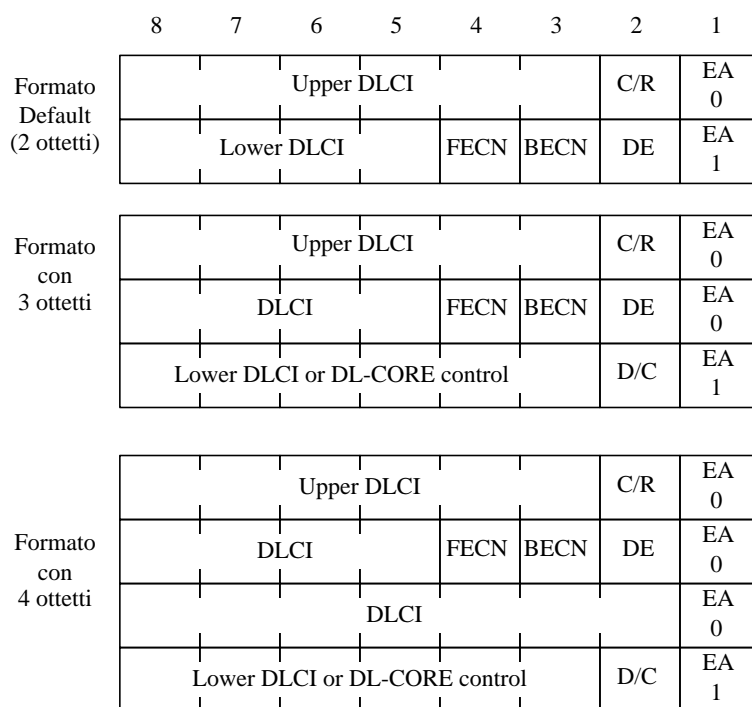 8 7 6 5 4 3 2 1
Formato
Default
(2 ottetti)
Upper DLCI C/R EA
0
Lower DLCI FECN BECN DE EA
1
Formato
con
3 ottetti
Upper DLCI C/R EA
0
DLCI FECN BECN DE EA
0
Lower DLCI or DL-CORE control D/C EA
1
Formato
con
4 ottetti
Upper DLCI C/R EA
0
DLCI FECN BECN DE EA
0
DLCI EA
0
Lower DLCI or DL-CORE control D/C EA
1